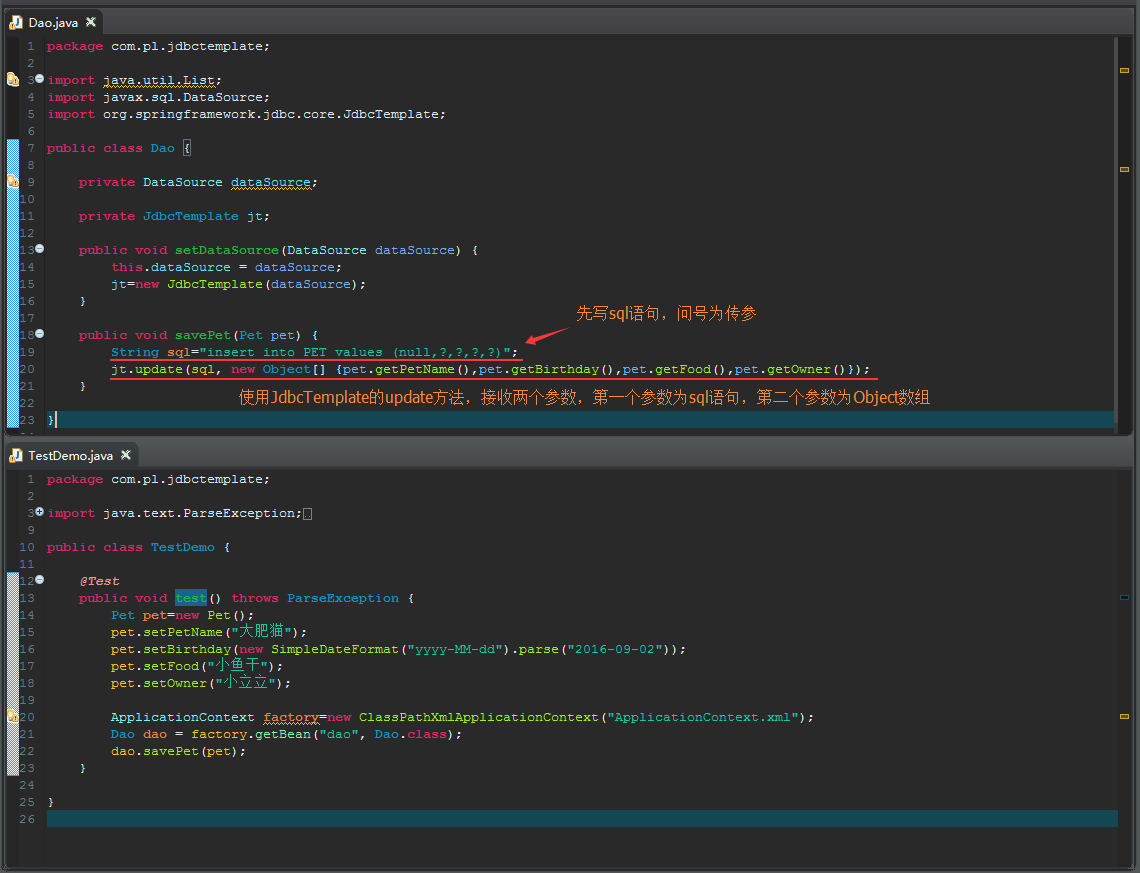 Dao.java
1 package com.pl.jdbctemplate;
2
3 import java.util.List;
4 import javax.sql.DataSource;
5 import org.springframework.jdbc.core.JdbcTemplate;
6
7 public class Dao {
8
9 private DataSource dataSource;
10
11 private JdbcTemplate jt;
12
13 public void setDataSource(DataSource dataSource) {
14 this.dataSource = dataSource;
15 jt=new JdbcTemplate(dataSource);
16 }
17
先写sql语句，问号为传参
18 public void savePet(Pet pet) {
19 String sql="insert into PET values (null,?,?,?,?)";
20 jt.update(sql, new Object[] {pet.getPetName(),pet.getBirthday(),pet.getFood(),pet.getOwner()});
21 }
使用JdbcTemplate的update方法，接收两个参数，第一个参数为sql语句，第二个参数为Object数组
22
23 }
TestDemo.java
1 package com.pl.jdbctemplate;
2
3 import java.text.ParseException;
9
10 public class TestDemo {
11
12 @Test
13 public void test() throws ParseException {
14 Pet pet=new Pet();
15 pet.setPetName("大肥猫");
16 pet.setBirthday(new SimpleDateFormat("yyyy-MM-dd").parse("2016-09-02"));
17 pet.setFood("小鱼干");
18 pet.setOwner("小立立");
19
20 ApplicationContext factory=new ClassPathXmlApplicationContext("ApplicationContext.xml");
21 Dao dao = factory.getBean("dao", Dao.class);
22 dao.savePet(pet);
23 }
24
25 }
26